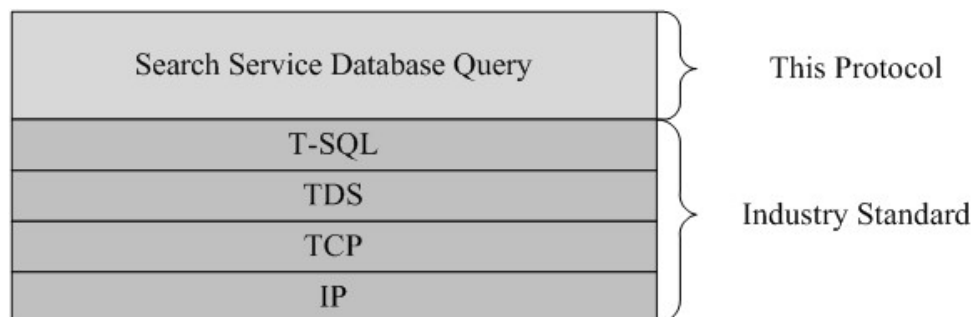 Search Service Database Query
This Protocol
T-SQL
TDS
TCP
IP
Industry Standard